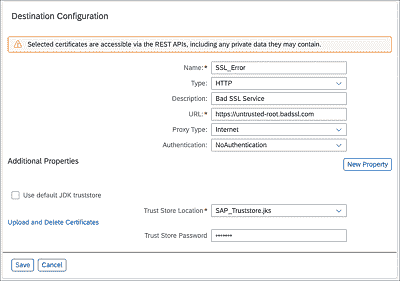 Destination Configuration
Selected certificates are accessible via the REST APIs, including any private data they may contain.
Name:* SSL_Error
Type: HTTP
Description: Bad SSL Service
URL:* https://untrusted-root.badssl.com
Proxy Type: Internet
Authentication: NoAuthentication
Additional Properties
New Property
Use default JDK truststore
Trust Store Location* SAP_Truststore.jks
Upload and Delete Certificates
Trust Store Password •••••••
Save Cancel